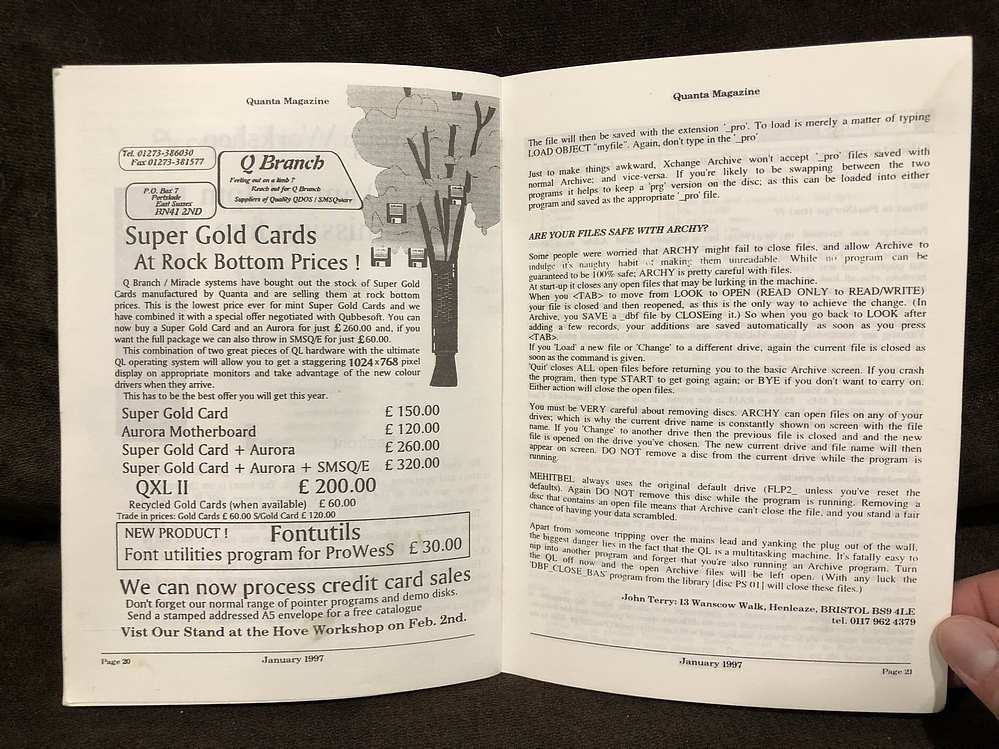 Quanta Magazine
Tel. 01273-386030
Fax 01273-381577
P.O. Box 7
Portslade
East Sussex
BN41 2ND
Q Branch
Feeling out on a limb ?
Reach out for Q Branch
Suppliers of Quality QDOS / SMSQware
Super Gold Cards
At Rock Bottom Prices !
Q Branch / Miracle systems have bought out the stock of Super Gold
Cards manufactured by Quanta and are selling them at rock bottom
prices. This is the lowest price ever for mint Super Gold Cards and we
have combined it with a special offer negotiated with Qubbesoft. You can
now buy a Super Gold Card and an Aurora for just £260.00 and, if you
want the full package we can also throw in SMSQ/E for just £60.00.
This combination of two great pieces of QL hardware with the ultimate
QL operating system will allow you to get a staggering 1024×768 pixel
display on appropriate monitors and take advantage of the new colour
drivers when they arrive.
This has to be the best offer you will get this year.
Super Gold Card £ 150.00
Aurora Motherboard £ 120.00
Super Gold Card + Aurora £ 260.00
Super Gold Card + Aurora + SMSQ/E £ 320.00
QXL II £ 200.00
Recycled Gold Cards (when available) £ 60.00
Trade in prices: Gold Cards £ 60.00 S/Gold Card £ 120.00
NEW PRODUCT ! Fontutils
Font utilities program for ProWesS £ 30.00
We can now process credit card sales
Don't forget our normal range of pointer programs and demo disks.
Send a stamped addressed A5 envelope for a free catalogue
Vist Our Stand at the Hove Workshop on Feb. 2nd.
Page 20
January 1997
Quanta Magazine
The file will then be saved with the extension '_pro'. To load is merely a matter of typing
LOAD OBJECT "myfile". Again, don't type in the '_pro'
Just to make things awkward, Xchange Archive won't accept '_pro' files saved with
normal Archive; and vice-versa. If you're likely to be swapping between the two
programs it helps to keep a 'prg' version on the disc; as this can be loaded into either
program and saved as the appropriate '_pro' file.
ARE YOUR FILES SAFE WITH ARCHY?
Some people were worried that ARCHY might fail to close files, and allow Archive to
indulge it's naughty habit of making them unreadable. While no program can be
guaranteed to be 100% safe; ARCHY is pretty careful with files.
At start-up it closes any open files that may be lurking in the machine.
When you <TAB> to move from LOOK to OPEN (READ ONLY to READ/WRITE)
your file is closed and then reopened, as this is the only way to achieve the change. (In
Archive, you SAVE a _dbf file by CLOSEing it.) So when you go back to LOOK after
adding a few records, your additions are saved automatically as soon as you press
<TAB>.
If you 'Load' a new file or 'Change' to a different drive, again the current file is closed as
soon as the command is given.
'Quit' closes ALL open files before returning you to the basic Archive screen. If you crash
the program, then type START to get going again; or BYE if you don't want to carry on.
Either action will close the open files.
You must be VERY careful about removing discs. ARCHY can open files on any of your
drives; which is why the current drive name is constantly shown on screen with the file
name. If you 'Change' to another drive then the previous file is closed and and the new
file is opened on the drive you've chosen. The new current drive and file name will then
appear on screen. DO NOT remove a disc from the current drive while the program is
running.
MEHITBEL always uses the original default drive (FLP2_ unless you've reset the
defaults). Again DO NOT remove this disc while the program is running. Removing a
disc that contains an open file means that Archive can't close the file, and you stand a fair
chance of having your data scrambled.
Apart from someone tripping over the mains lead and yanking the plug out of the wall,
the biggest danger lies in the fact that the QL is a multitasking machine. It's fatally easy to
nip into another program and forget that you're also running an Archive program. Turn
the QL off now and the open Archive files will be left open. (With any luck the
'DBF_CLOSE_BAS' program from the library [disc PS 01] will close these files.)
John Terry: 13 Wanscow Walk, Henleaze, BRISTOL BS9 4LE
tel. 0117 962 4379
January 1997
Page 21